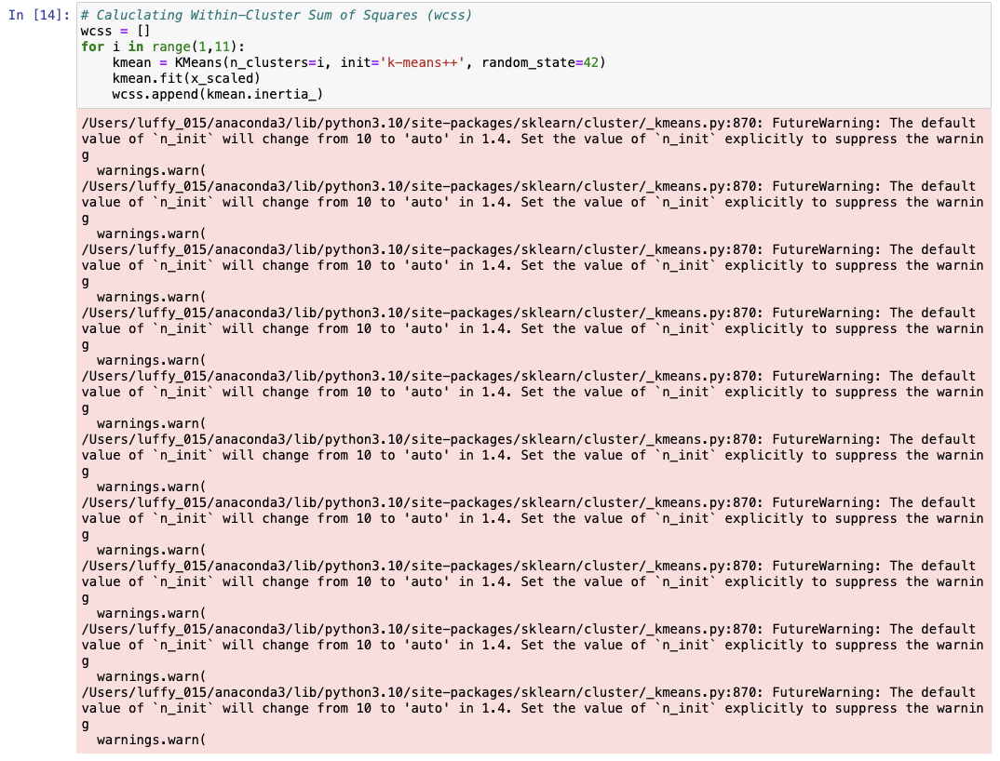 In [14]: # Caluclating Within-Cluster Sum of Squares (wcss)
wcss = []
for i in range(1,11):
    kmean = KMeans(n_clusters=i, init='k-means++', random_state=42)
    kmean.fit(x_scaled)
    wcss.append(kmean.inertia_)
/Users/luffy_015/anaconda3/lib/python3.10/site-packages/sklearn/cluster/_kmeans.py:870: FutureWarning: The default
value of `n_init` will change from 10 to 'auto' in 1.4. Set the value of `n_init` explicitly to suppress the warnin
g
  warnings.warn(
/Users/luffy_015/anaconda3/lib/python3.10/site-packages/sklearn/cluster/_kmeans.py:870: FutureWarning: The default
value of `n_init` will change from 10 to 'auto' in 1.4. Set the value of `n_init` explicitly to suppress the warnin
g
  warnings.warn(
/Users/luffy_015/anaconda3/lib/python3.10/site-packages/sklearn/cluster/_kmeans.py:870: FutureWarning: The default
value of `n_init` will change from 10 to 'auto' in 1.4. Set the value of `n_init` explicitly to suppress the warnin
g
  warnings.warn(
/Users/luffy_015/anaconda3/lib/python3.10/site-packages/sklearn/cluster/_kmeans.py:870: FutureWarning: The default
value of `n_init` will change from 10 to 'auto' in 1.4. Set the value of `n_init` explicitly to suppress the warnin
g
  warnings.warn(
/Users/luffy_015/anaconda3/lib/python3.10/site-packages/sklearn/cluster/_kmeans.py:870: FutureWarning: The default
value of `n_init` will change from 10 to 'auto' in 1.4. Set the value of `n_init` explicitly to suppress the warnin
g
  warnings.warn(
/Users/luffy_015/anaconda3/lib/python3.10/site-packages/sklearn/cluster/_kmeans.py:870: FutureWarning: The default
value of `n_init` will change from 10 to 'auto' in 1.4. Set the value of `n_init` explicitly to suppress the warnin
g
  warnings.warn(
/Users/luffy_015/anaconda3/lib/python3.10/site-packages/sklearn/cluster/_kmeans.py:870: FutureWarning: The default
value of `n_init` will change from 10 to 'auto' in 1.4. Set the value of `n_init` explicitly to suppress the warnin
g
  warnings.warn(
/Users/luffy_015/anaconda3/lib/python3.10/site-packages/sklearn/cluster/_kmeans.py:870: FutureWarning: The default
value of `n_init` will change from 10 to 'auto' in 1.4. Set the value of `n_init` explicitly to suppress the warnin
g
  warnings.warn(
/Users/luffy_015/anaconda3/lib/python3.10/site-packages/sklearn/cluster/_kmeans.py:870: FutureWarning: The default
value of `n_init` will change from 10 to 'auto' in 1.4. Set the value of `n_init` explicitly to suppress the warnin
g
  warnings.warn(
/Users/luffy_015/anaconda3/lib/python3.10/site-packages/sklearn/cluster/_kmeans.py:870: FutureWarning: The default
value of `n_init` will change from 10 to 'auto' in 1.4. Set the value of `n_init` explicitly to suppress the warnin
g
  warnings.warn(